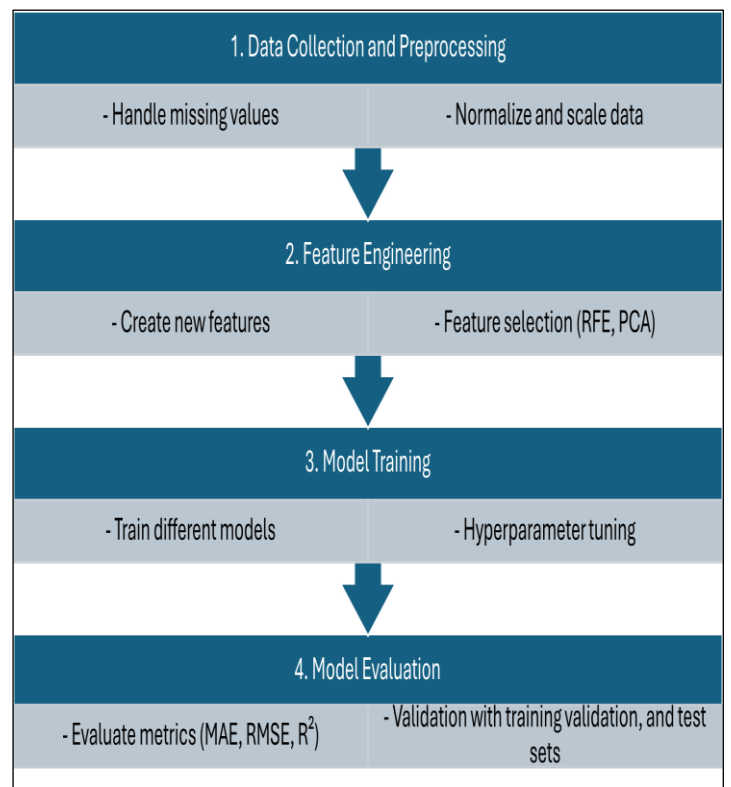 1. Data Collection and Preprocessing
- Handle missing values
- Normalize and scale data
2. Feature Engineering
- Create new features
- Feature selection (RFE, PCA)
3. Model Training
- Train different models
- Hyperparameter tuning
4. Model Evaluation
- Evaluate metrics (MAE, RMSE, R²)
- Validation with training validation, and test
sets